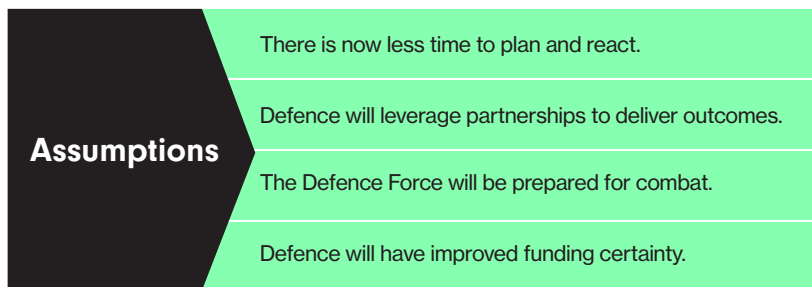 Assumptions
There is now less time to plan and react.
Defence will leverage partnerships to deliver outcomes.
The Defence Force will be prepared for combat.
Defence will have improved funding certainty.